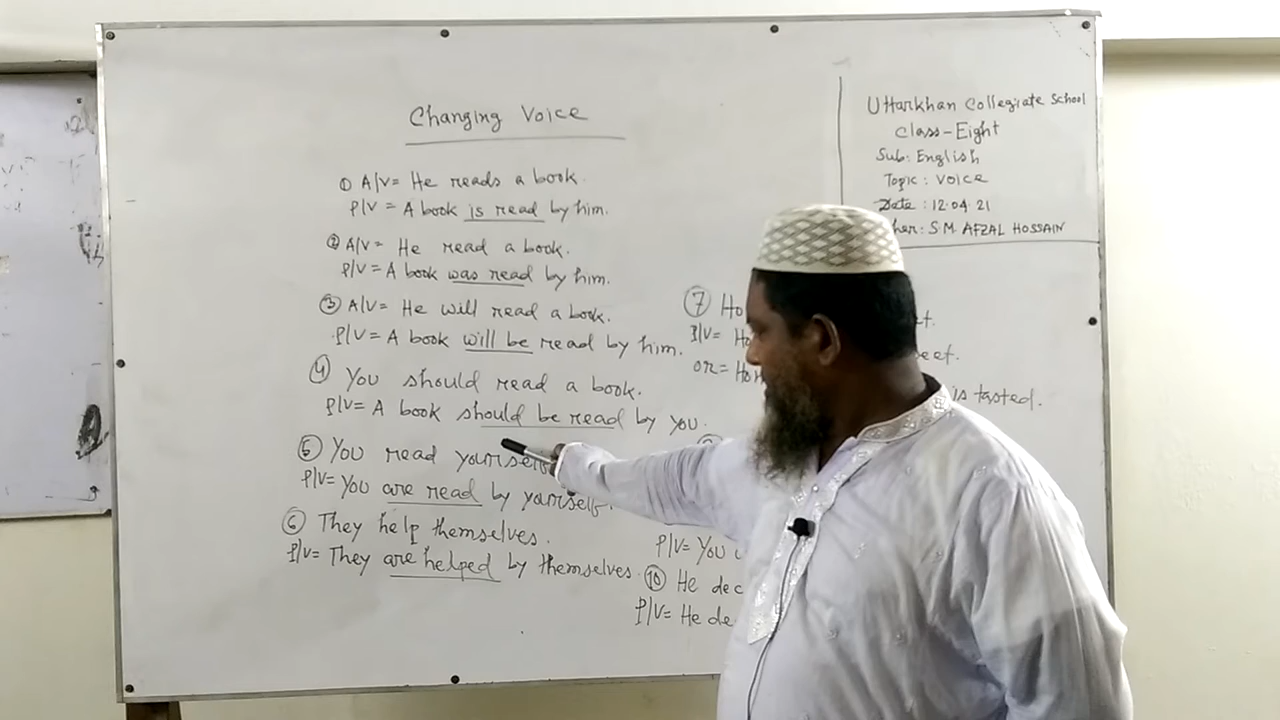 Changing Voice
① A/V= He reads a book.
P/V = A book is read by him.
② A/V= He read a book.
P/V = A book was read by him.
③ A/V= He will read a book.
P/V= A book will be read by him.
④ You should read a book.
P/V= A book should be read by you.
⑤ You read yourself
P/V= You are read by yourself.
⑥ They help themselves.
P/V= They are helped by themselves.
Uttarkhan Collegiate School
Class-Eight
Sub: English
Topic: Voice
Date: 12.04.21
her: S.M. AFZAL HOSSAIN
⑦ Ho
P/V= Ho
or=
is tasted.
P/V= You
⑩ He dec
P/V= He de